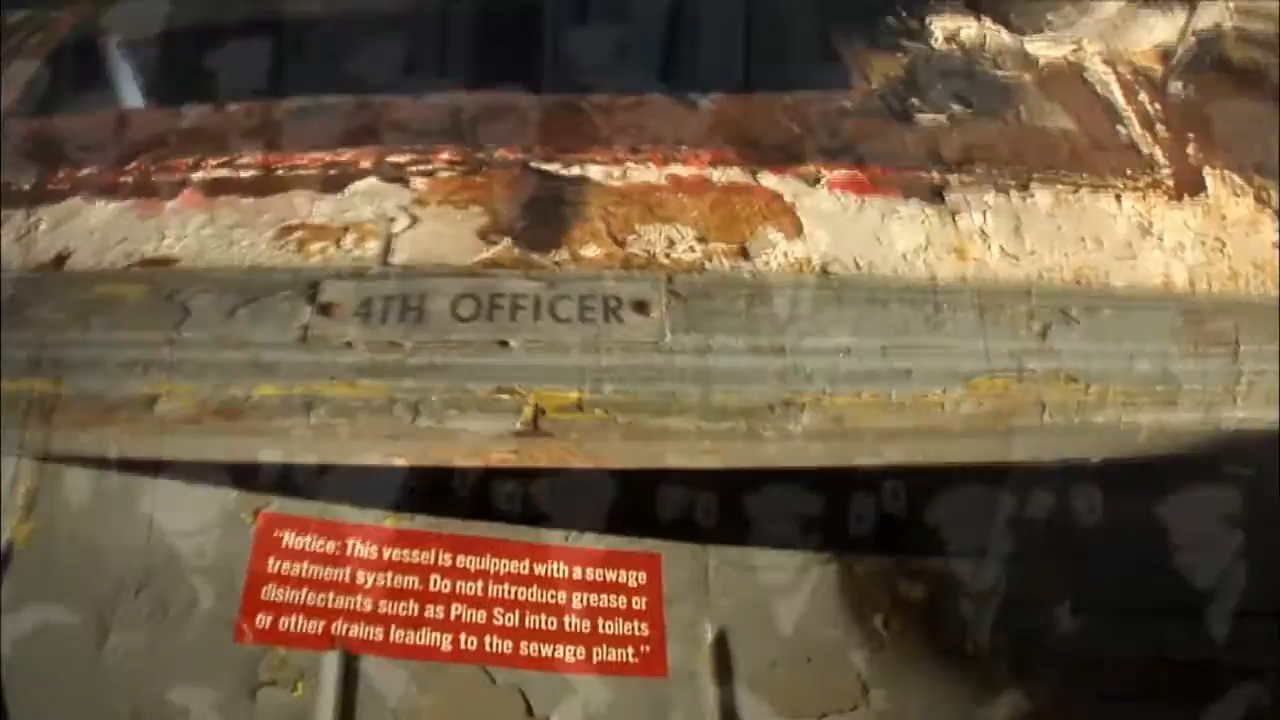 4TH OFFICER
"Notice: This vessel is equipped with a sewage
treatment system. Do not introduce grease or
disinfectants such as Pine Sol into the toilets
or other drains leading to the sewage plant."